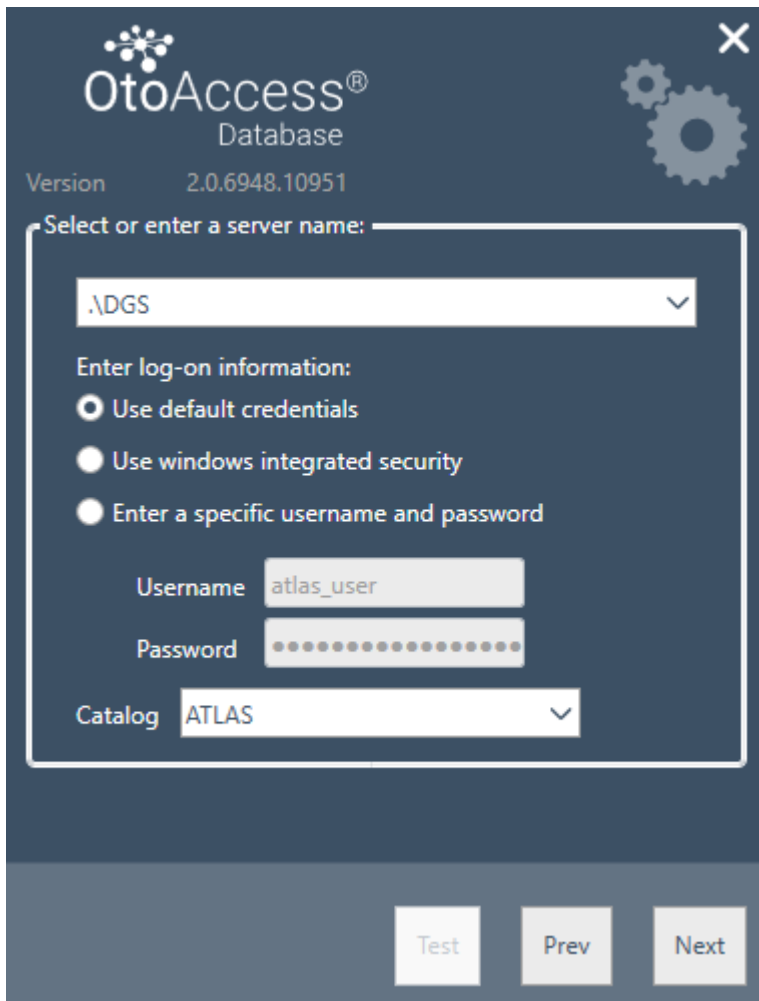 OtoAccess®
Database
Version 2.0.6948.10951
Select or enter a server name:
.\DGS
Enter log-on information:
Use default credentials
Use windows integrated security
Enter a specific username and password
Username atlas_user
Password ●●●●●●●●●●●●●●●●●
Catalog ATLAS
Test Prev Next